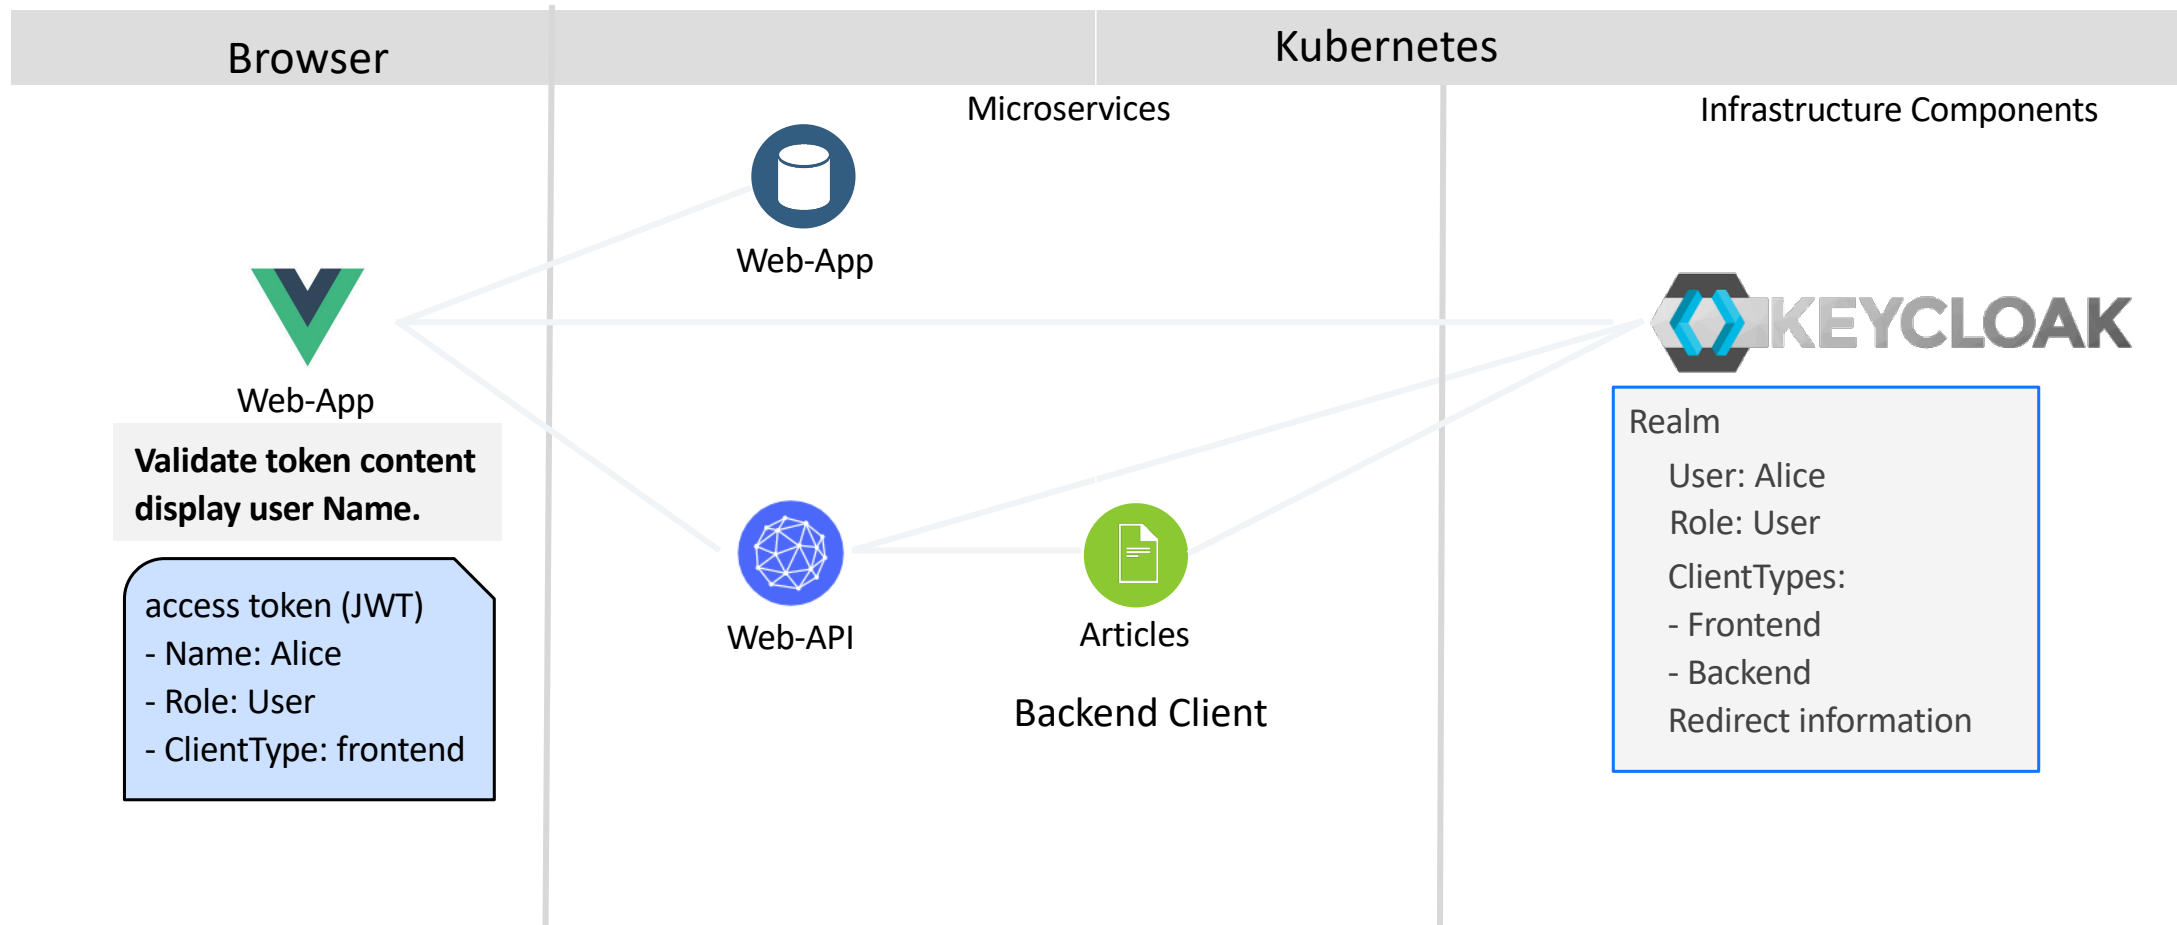 Browser
Kubernetes
Microservices
Infrastructure Components
Web-App
Web-App
KEYCLOAK
Validate token content
display user Name.
access token (JWT)
- Name: Alice
- Role: User
- ClientType: frontend
Web-API
Articles
Backend Client
Realm
User: Alice
Role: User
ClientTypes:
- Frontend
- Backend
Redirect information